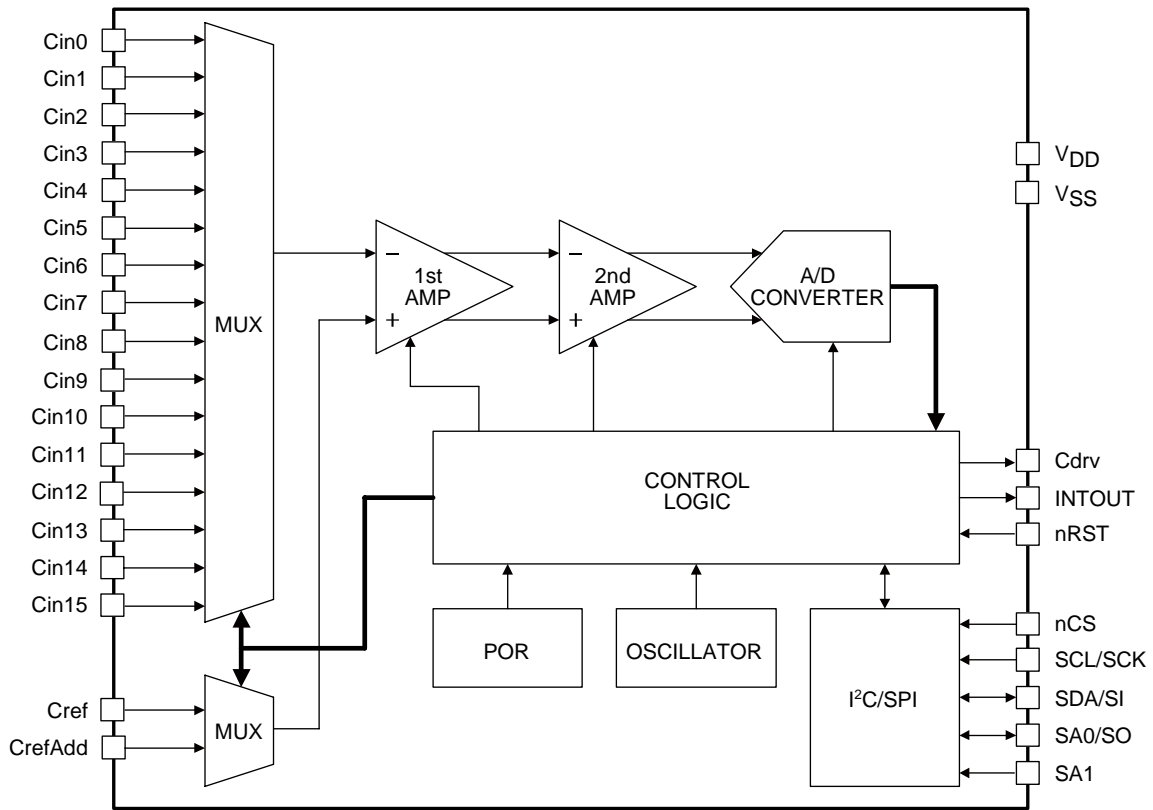 Cin0
Cin1
Cin2
Cin3
Cin4
Cin5
Cin6
Cin7
Cin8
Cin9
Cin10
Cin11
Cin12
Cin13
Cin14
Cin15
Cref
CrefAdd
MUX
MUX
−
1st
AMP
+
−
2nd
AMP
+
A/D
CONVERTER
CONTROL
LOGIC
POR
OSCILLATOR
I²C/SPI
VDD
VSS
Cdrv
INTOUT
nRST
nCS
SCL/SCK
SDA/SI
SA0/SO
SA1